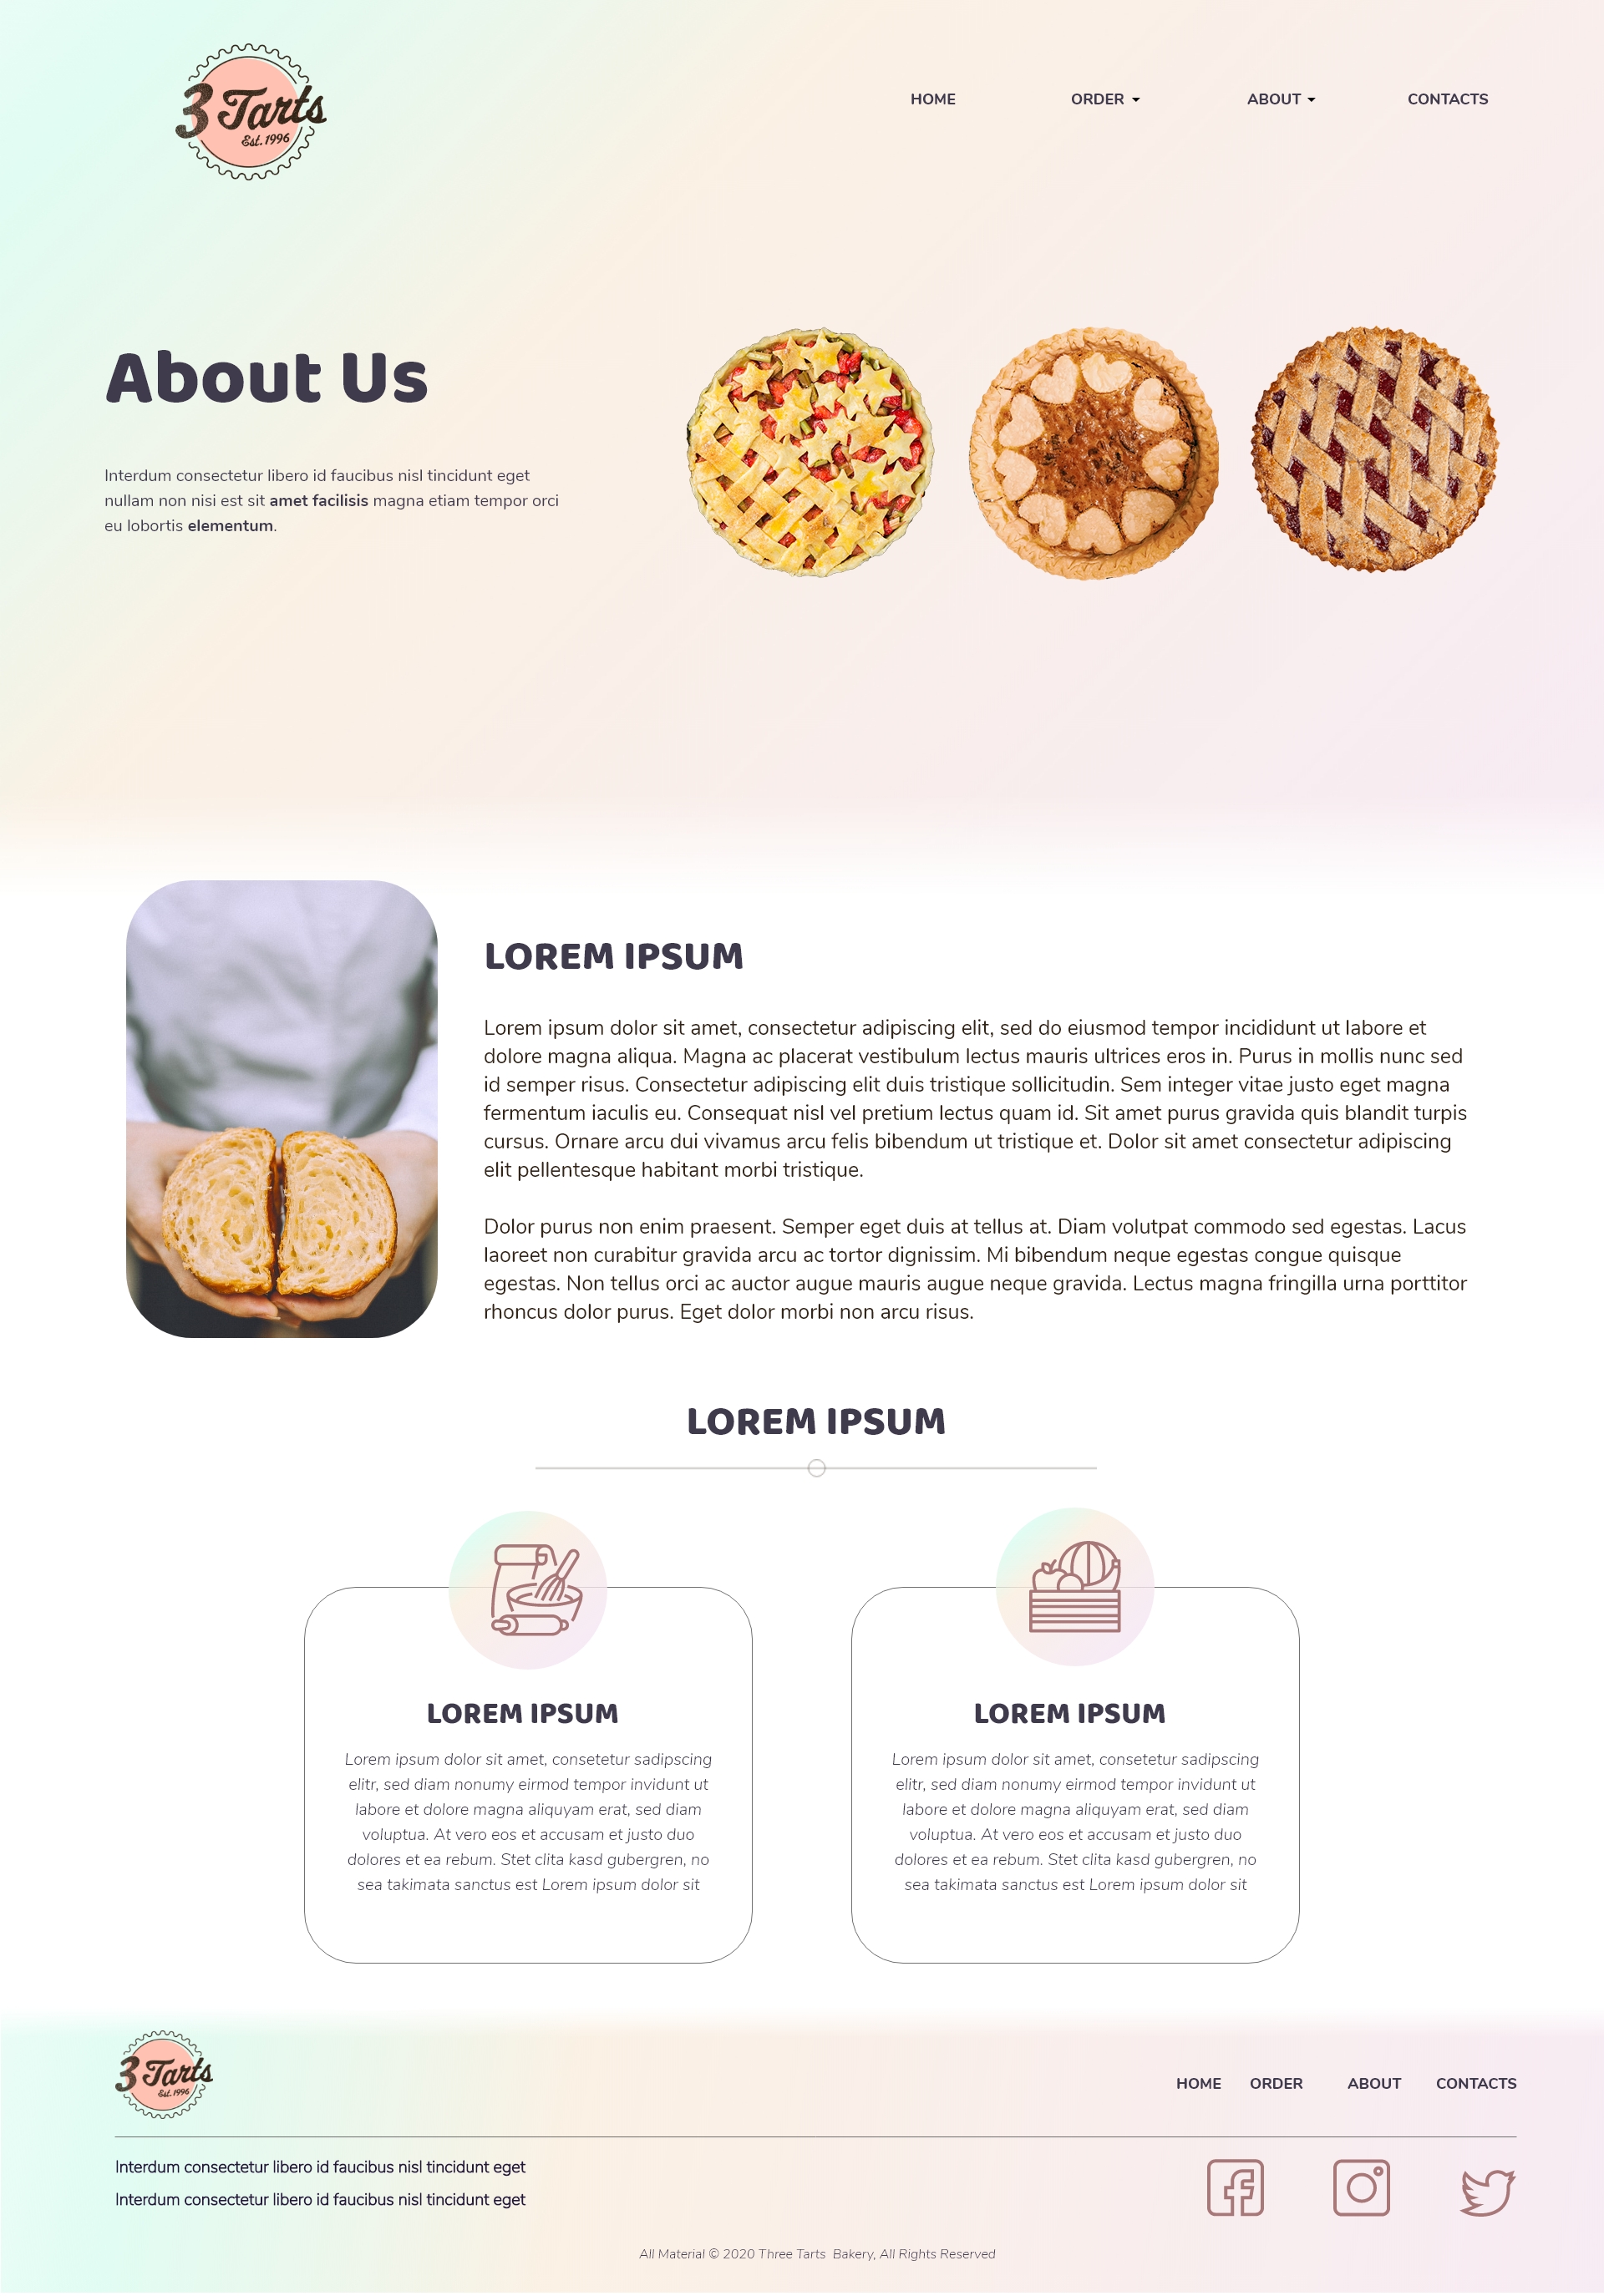 3 Tarts
Est. 1996
HOME ORDER ABOUT CONTACTS
About Us
Interdum consectetur libero id faucibus nisl tincidunt eget
nullam non nisi est sit amet facilisis magna etiam tempor orci
eu lobortis elementum.
LOREM IPSUM
Lorem ipsum dolor sit amet, consectetur adipiscing elit, sed do eiusmod tempor incididunt ut labore et
dolore magna aliqua. Magna ac placerat vestibulum lectus mauris ultrices eros in. Purus in mollis nunc sed
id semper risus. Consectetur adipiscing elit duis tristique sollicitudin. Sem integer vitae justo eget magna
fermentum iaculis eu. Consequat nisl vel pretium lectus quam id. Sit amet purus gravida quis blandit turpis
cursus. Ornare arcu dui vivamus arcu felis bibendum ut tristique et. Dolor sit amet consectetur adipiscing
elit pellentesque habitant morbi tristique.
Dolor purus non enim praesent. Semper eget duis at tellus at. Diam volutpat commodo sed egestas. Lacus
laoreet non curabitur gravida arcu ac tortor dignissim. Mi bibendum neque egestas congue quisque
egestas. Non tellus orci ac auctor augue mauris augue neque gravida. Lectus magna fringilla urna porttitor
rhoncus dolor purus. Eget dolor morbi non arcu risus.
LOREM IPSUM
LOREM IPSUM
Lorem ipsum dolor sit amet, consetetur sadipscing
elitr, sed diam nonumy eirmod tempor invidunt ut
labore et dolore magna aliquyam erat, sed diam
voluptua. At vero eos et accusam et justo duo
dolores et ea rebum. Stet clita kasd gubergren, no
sea takimata sanctus est Lorem ipsum dolor sit
LOREM IPSUM
Lorem ipsum dolor sit amet, consetetur sadipscing
elitr, sed diam nonumy eirmod tempor invidunt ut
labore et dolore magna aliquyam erat, sed diam
voluptua. At vero eos et accusam et justo duo
dolores et ea rebum. Stet clita kasd gubergren, no
sea takimata sanctus est Lorem ipsum dolor sit
3 Tarts
Est. 1996
HOME ORDER ABOUT CONTACTS
Interdum consectetur libero id faucibus nisl tincidunt eget
Interdum consectetur libero id faucibus nisl tincidunt eget
All Material © 2020 Three Tarts Bakery, All Rights Reserved